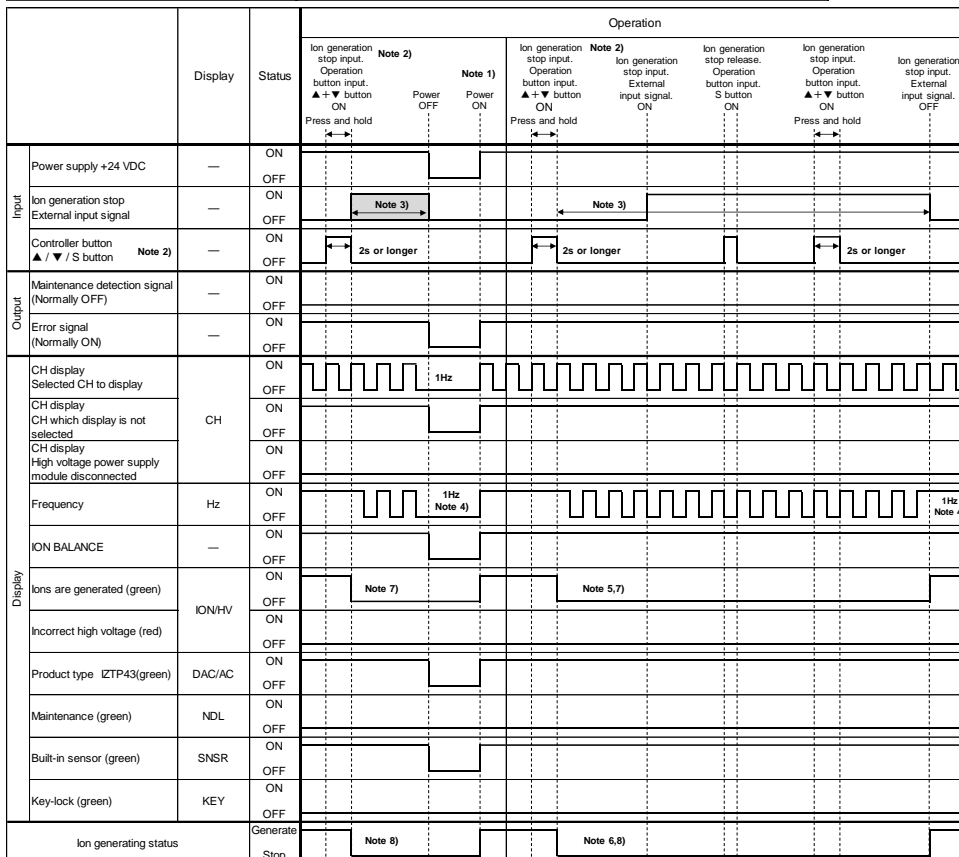 Operation
Display
Status
Ion generation
stop input.
Operation
button input.
▲+▼ button
ON
Press and hold
Note 2)
Power
OFF
Note 1)
Power
ON
Ion generation
stop input.
Operation
button input.
▲+▼ button
ON
Press and hold
Note 2)
Ion generation
stop input.
External
input signal.
ON
Ion generation
stop release.
Operation
button input.
S button
ON
Ion generation
stop input.
Operation
button input.
▲+▼ button
ON
Press and hold
Ion generation
stop input.
External
input signal.
OFF
Input
Power supply +24 VDC
—
ON
OFF
Ion generation stop
External input signal
—
ON
OFF
Note 3)
Note 3)
Controller button
▲ / ▼ / S button
Note 2)
—
ON
OFF
2s or longer
2s or longer
2s or longer
Output
Maintenance detection signal
(Normally OFF)
—
ON
OFF
Error signal
(Normally ON)
—
ON
OFF
Display
CH display
Selected CH to display
ON
OFF
1Hz
CH display
CH which display is not
selected
CH
ON
OFF
CH display
High voltage power supply
module disconnected
ON
OFF
Frequency
Hz
ON
OFF
1Hz
Note 4)
1Hz
Note 4
ION BALANCE
—
ON
OFF
Ions are generated (green)
ION/HV
ON
OFF
Note 7)
Note 5,7)
Incorrect high voltage (red)
ON
OFF
Product type IZTP43(green)
DAC/AC
ON
OFF
Maintenance (green)
NDL
ON
OFF
Built-in sensor (green)
SNSR
ON
OFF
Key-lock (green)
KEY
ON
OFF
Ion generating status
Generate
Stop
Note 8)
Note 6,8)